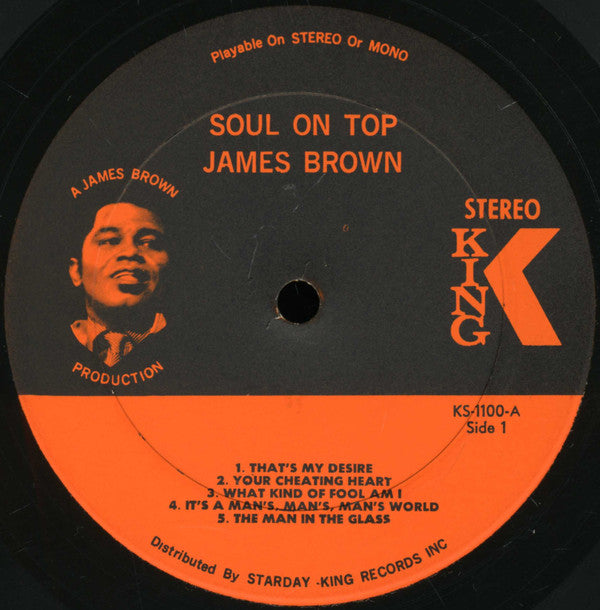 Playable On STEREO Or MONO
SOUL ON TOP
JAMES BROWN
A JAMES BROWN
PRODUCTION
STEREO
KING
KS-1100-A
Side 1
1. THAT'S MY DESIRE
2. YOUR CHEATING HEART
3. WHAT KIND OF FOOL AM I
4. IT'S A MAN'S, MAN'S, MAN'S WORLD
5. THE MAN IN THE GLASS
Distributed By STARDAY-KING RECORDS INC